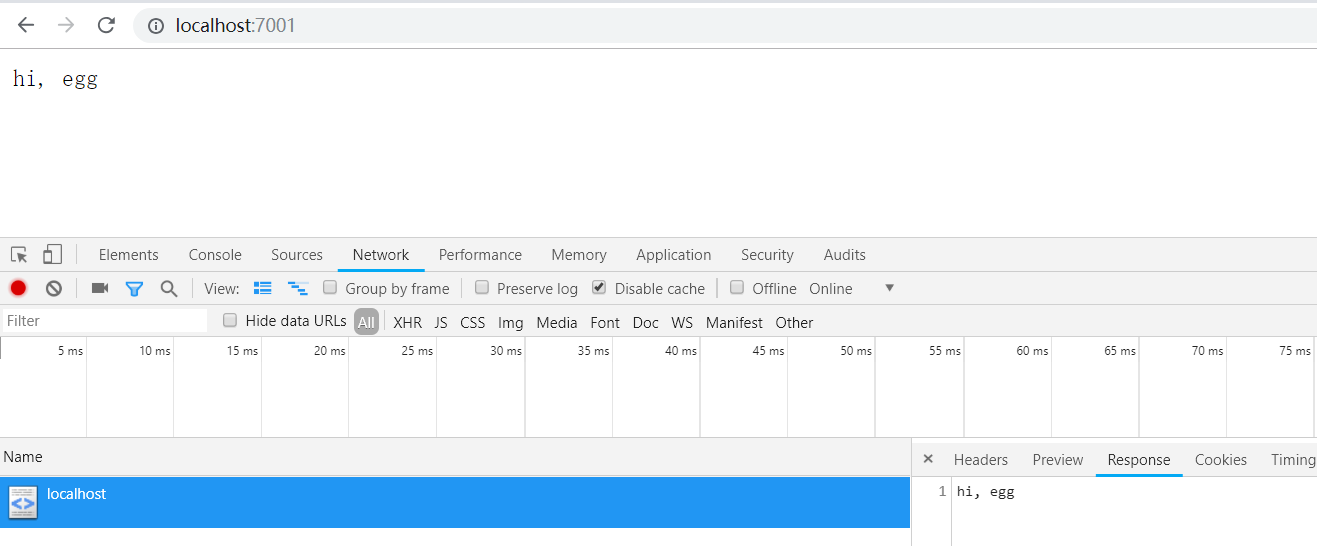 localhost:7001
hi, egg
Elements Console Sources Network Performance Memory Application Security Audits
View: Group by frame Preserve log Disable cache Offline Online
Filter Hide data URLs All XHR JS CSS Img Media Font Doc WS Manifest Other
5 ms 10 ms 15 ms 20 ms 25 ms 30 ms 35 ms 40 ms 45 ms 50 ms 55 ms 60 ms 65 ms 70 ms 75 ms
Name Headers Preview Response Cookies Timing
localhost 1 hi, egg